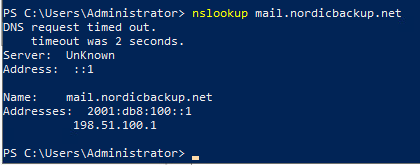 PS C:\Users\Administrator> nslookup mail.nordicbackup.net
DNS request timed out.
    timeout was 2 seconds.
Server:  UnKnown
Address:  ::1

Name:    mail.nordicbackup.net
Addresses:  2001:db8:100::1
          198.51.100.1

PS C:\Users\Administrator>